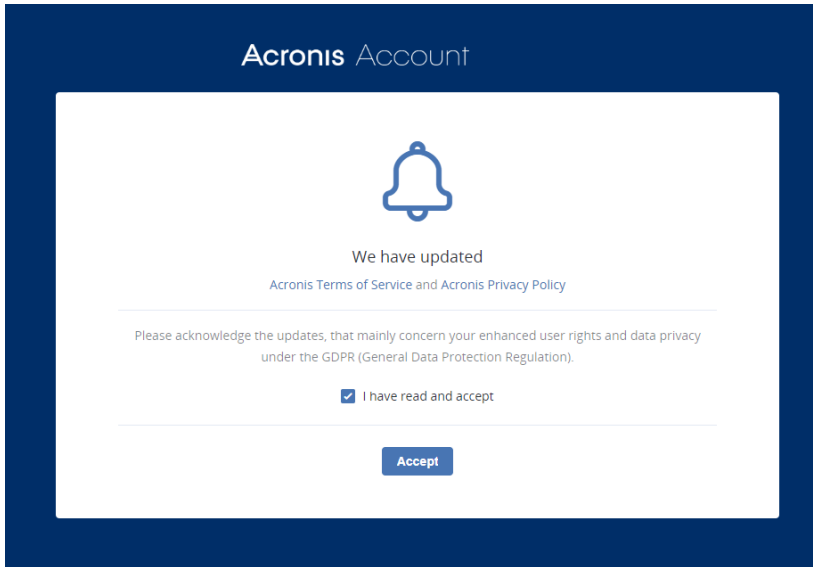 Acronis Account
We have updated
Acronis Terms of Service and Acronis Privacy Policy
Please acknowledge the updates, that mainly concern your enhanced user rights and data privacy
under the GDPR (General Data Protection Regulation).
I have read and accept
Accept